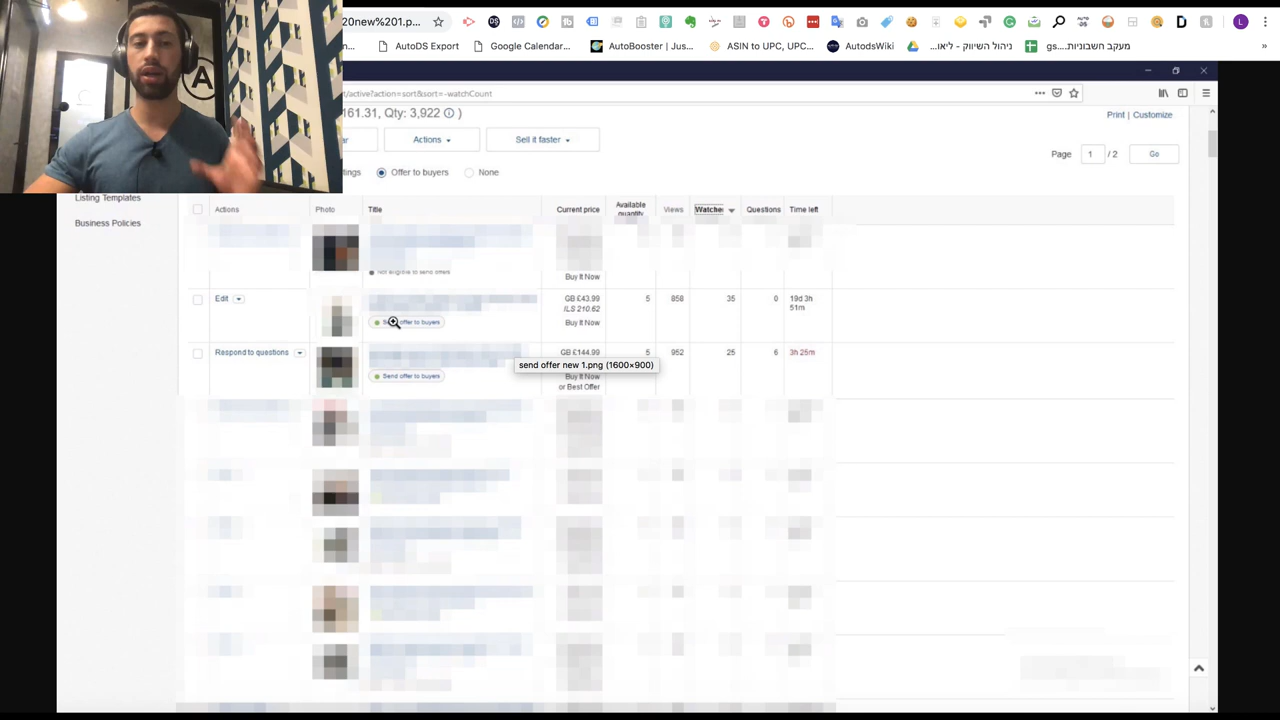 20new%201.p...
n...
AutoDS Export
Google Calendar...
AutoBooster | Jus...
ASIN to UPC, UPC...
AutodsWiki
ניהול השיווק - ליאו...
מעקב חשבוניות...gs
»
rt/active?action=sort&sort=-watchCount
161.31, Qty: 3,922 )
Print | Customize
Actions
Sell it faster
Page 1 / 2 Go
tings
Offer to buyers
None
Listing Templates
Business Policies
Actions
Photo
Title
Current price
Available quantity
Views
Watche
Questions
Time left
Not eligible to send offers
Buy It Now
Edit
GB £43.99
5
858
35
0
19d 3h
51m
ILS 210.62
Send offer to buyers
Buy It Now
Respond to questions
GB £144.99
5
952
25
6
3h 25m
send offer new 1.png (1600×900)
Send offer to buyers
Buy It Now
or Best Offer